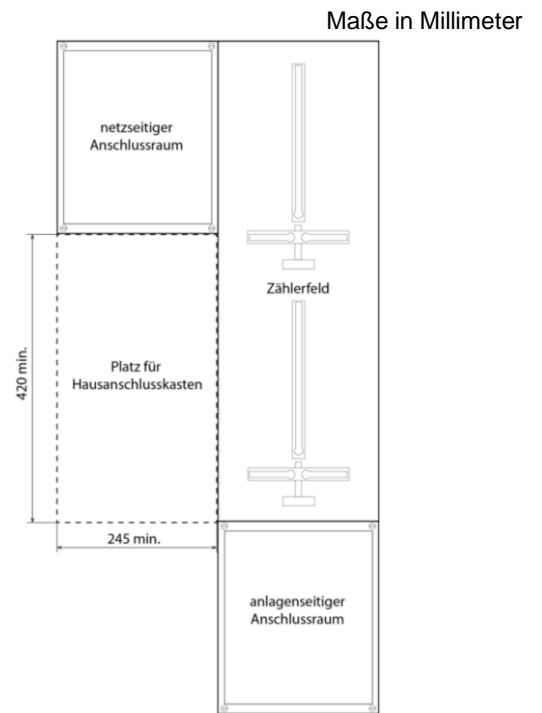 Maße in Millimeter
netzseitiger
Anschlussraum
Zählerfeld
Platz für
Hausanschlusskasten
420 min.
245 min.
anlagenseitiger
Anschlussraum